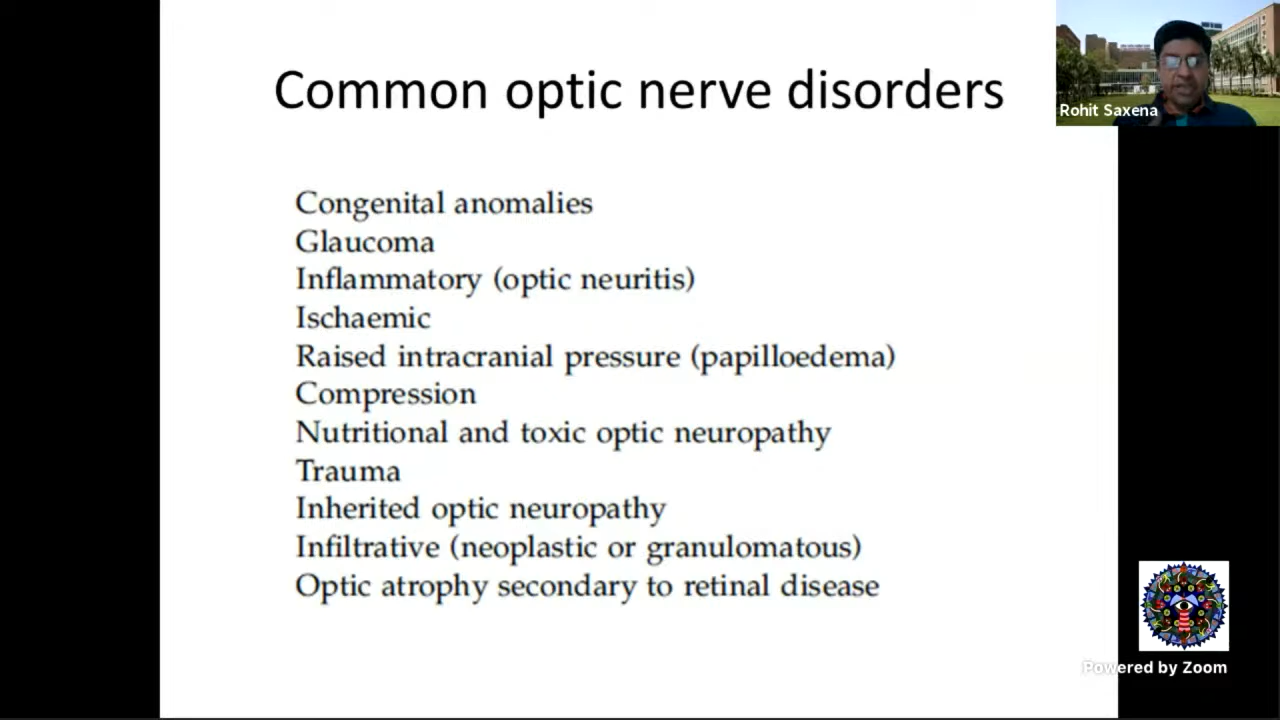 Common optic nerve disorders
Rohit Saxena
Congenital anomalies
Glaucoma
Inflammatory (optic neuritis)
Ischaemic
Raised intracranial pressure (papilloedema)
Compression
Nutritional and toxic optic neuropathy
Trauma
Inherited optic neuropathy
Infiltrative (neoplastic or granulomatous)
Optic atrophy secondary to retinal disease
Powered by Zoom